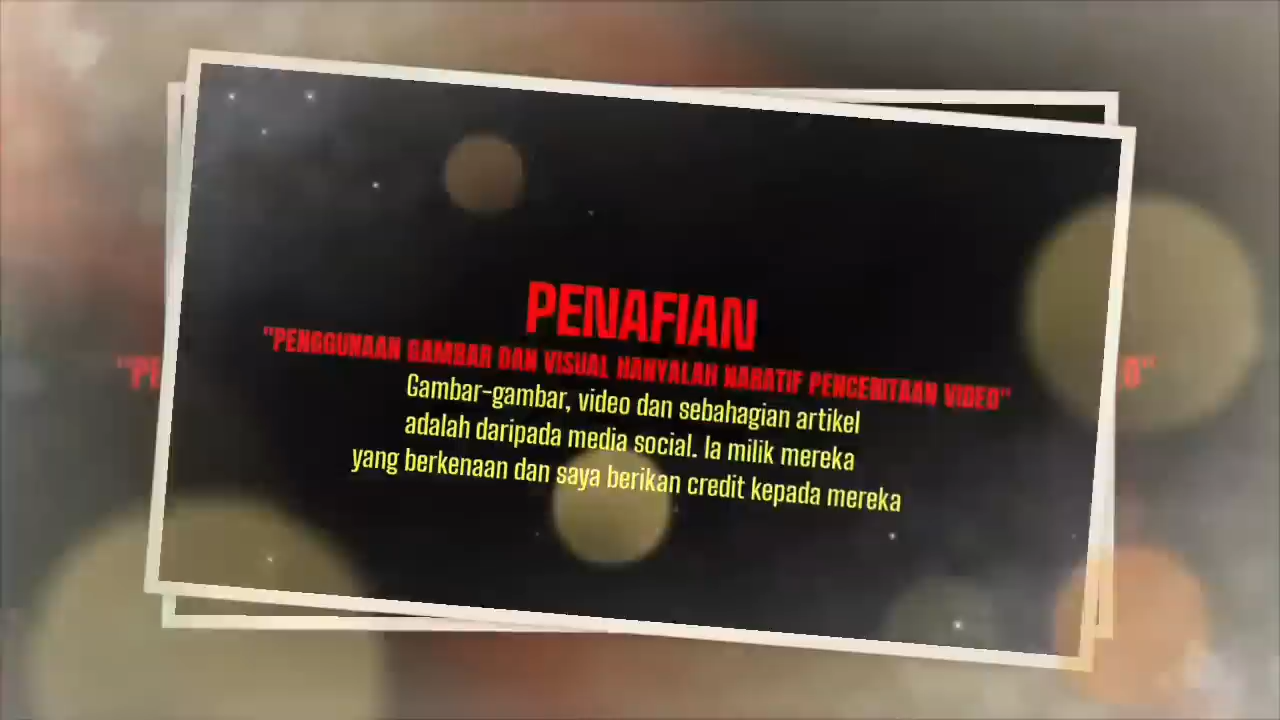 PENAFIAN
"PENGGUNAAN GAMBAR DAN VISUAL HANYALAH NARATIF PENCERITAAN VIDEO"
Gambar-gambar, video dan sebahagian artikel
adalah daripada media social. Ia milik mereka
yang berkenaan dan saya berikan credit kepada mereka